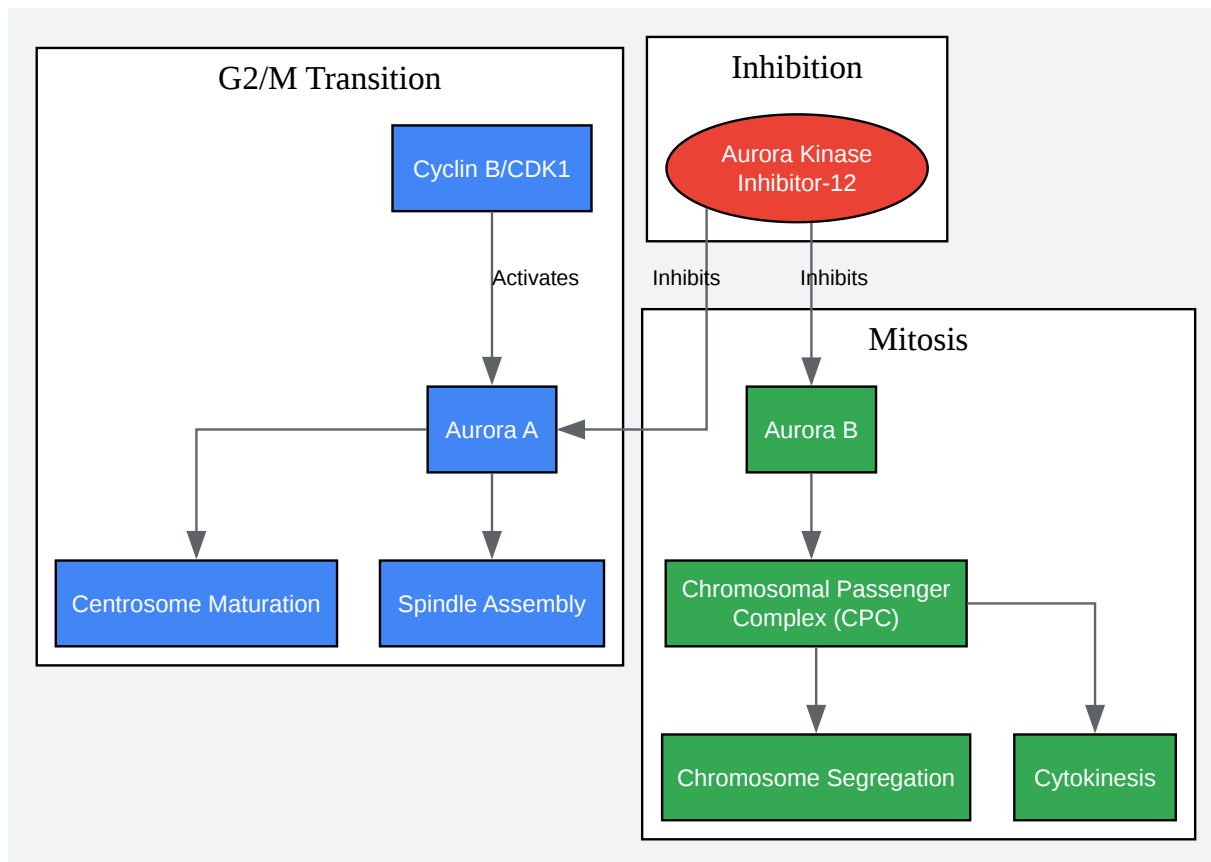 G2/M Transition
Cyclin B/CDK1
Activates
Aurora A
Centrosome Maturation
Spindle Assembly
Inhibition
Aurora Kinase
Inhibitor-12
Inhibits
Inhibits
Mitosis
Aurora B
Chromosomal Passenger
Complex (CPC)
Chromosome Segregation
Cytokinesis